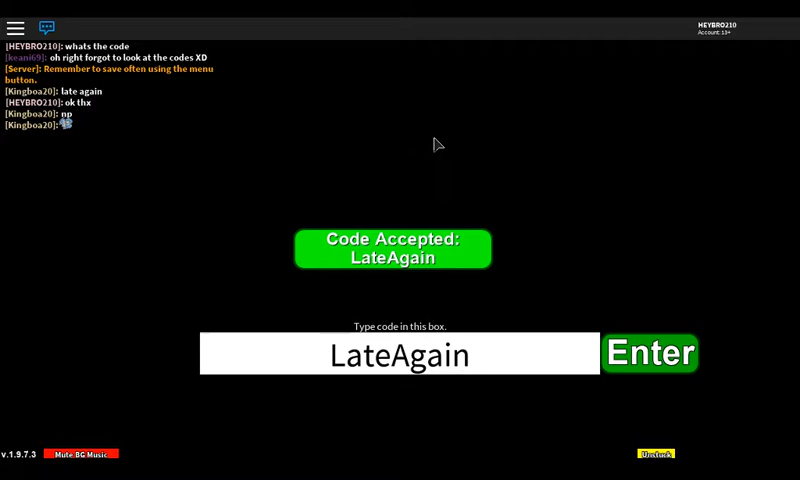 HEYBRO210
Account: 13+
[HEYBRO210]: whats the code
[keani69]: oh right forgot to look at the codes XD
[Server]: Remember to save often using the menu
button.
[Kingboa20]: late again
[HEYBRO210]: ok thx
[Kingboa20]: np
[Kingboa20]:
Code Accepted:
LateAgain
Type code in this box.
LateAgain
Enter
v.1.9.7.3
Mute BG Music
Unstuck